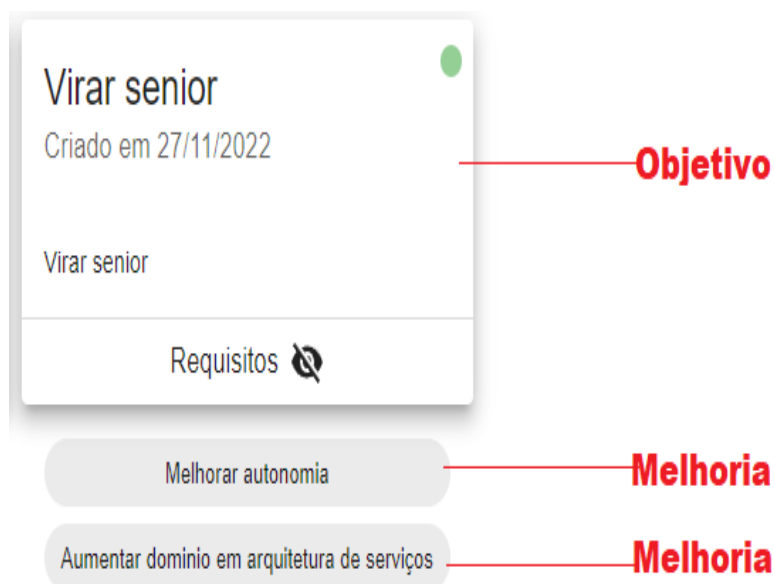 Virar senior
Criado em 27/11/2022
Objetivo
Virar senior
Requisitos
Melhorar autonomia
Melhoria
Aumentar dominio em arquitetura de serviços
Melhoria